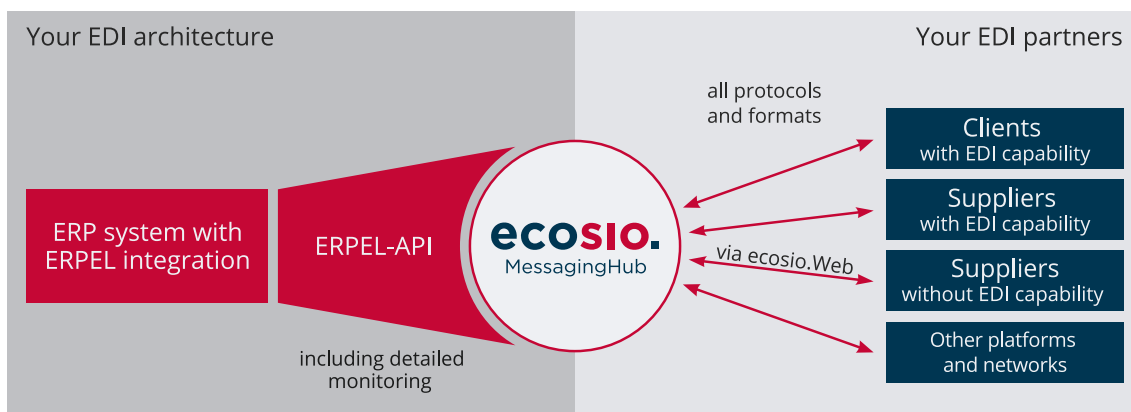 Your EDI architecture
Your EDI partners
all protocols
and formats
Clients
with EDI capability
Suppliers
with EDI capability
ERP system with
ERPEL integration
ERPEL-API
ecosio.
MessagingHub
via ecosio.Web
Suppliers
without EDI capability
Other platforms
and networks
including detailed
monitoring